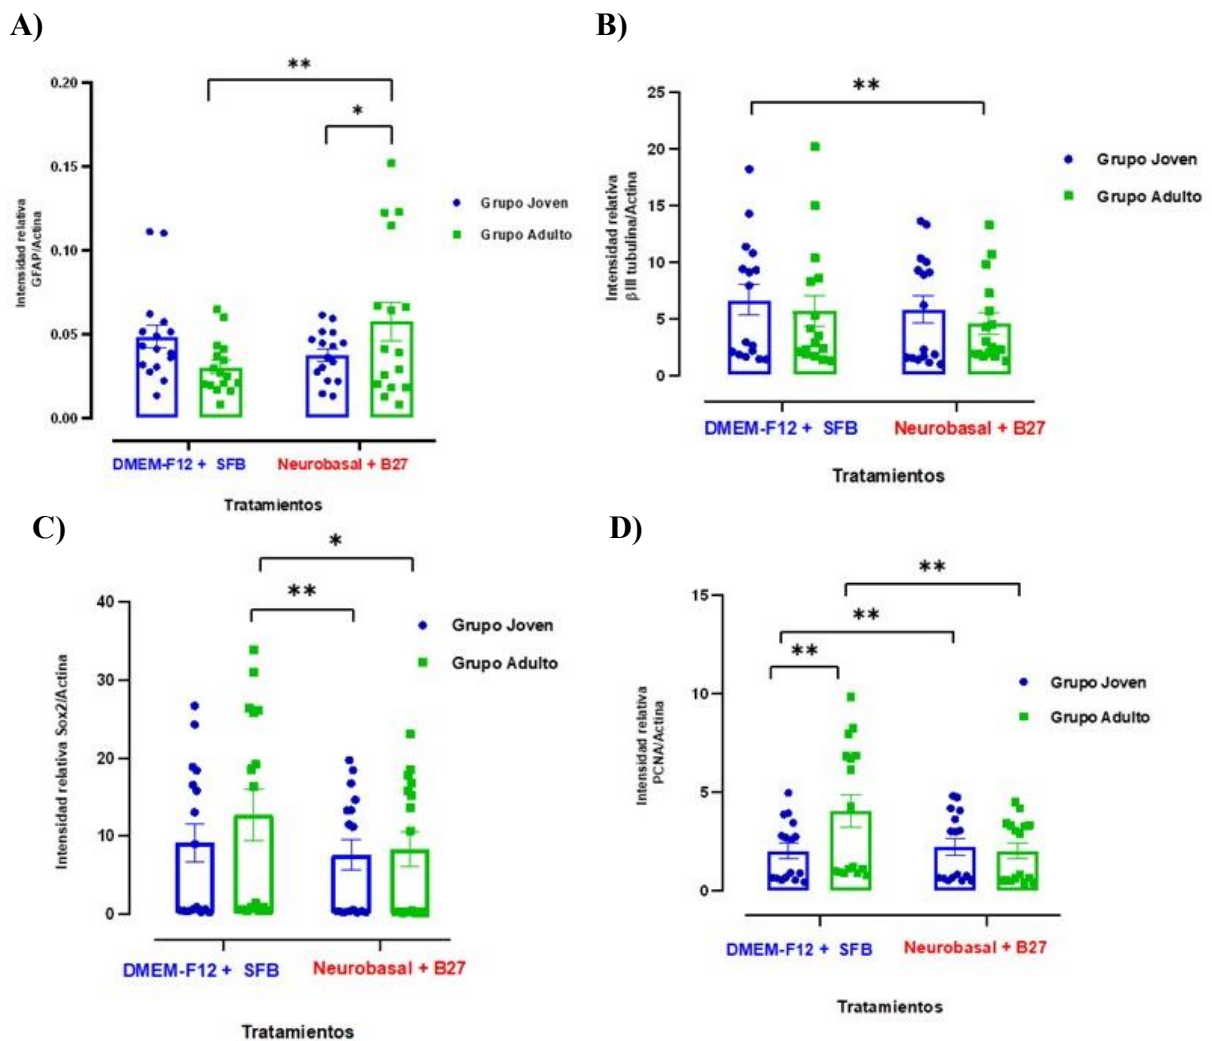 A)
**
*
0.20
0.15
0.10
0.05
0.00
Intensidad relativa
GFAP/Actina
Grupo Joven
Grupo Adulto
DMEM-F12 + SFB
Neurobasal + B27
Tratamientos
B)
**
25
20
15
10
5
0
Intensidad relativa
β III tubulina/Actina
Grupo Joven
Grupo Adulto
DMEM-F12 + SFB
Neurobasal + B27
Tratamientos
C)
*
**
40
30
20
10
0
Intensidad relativa Sox2/Actina
Grupo Joven
Grupo Adulto
DMEM-F12 + SFB
Neurobasal + B27
Tratamientos
D)
**
**
**
15
10
5
0
Intensidad relativa
PCNA/Actina
Grupo Joven
Grupo Adulto
DMEM-F12 + SFB
Neurobasal + B27
Tratamientos